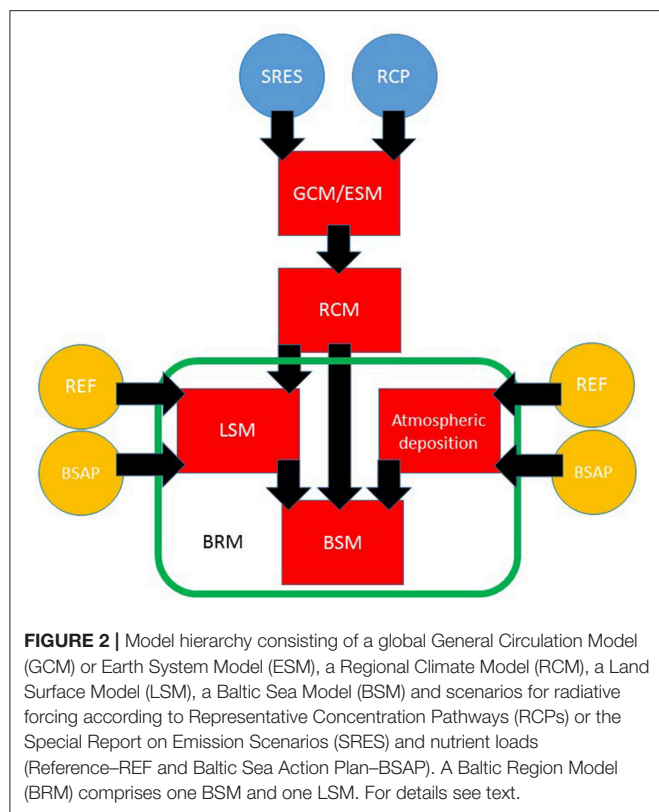 SRES
RCP
GCM/ESM
RCM
REF
REF
LSM
Atmospheric
deposition
BSAP
BSAP
BRM
BSM
FIGURE 2 | Model hierarchy consisting of a global General Circulation Model
(GCM) or Earth System Model (ESM), a Regional Climate Model (RCM), a Land
Surface Model (LSM), a Baltic Sea Model (BSM) and scenarios for radiative
forcing according to Representative Concentration Pathways (RCPs) or the
Special Report on Emission Scenarios (SRES) and nutrient loads
(Reference–REF and Baltic Sea Action Plan–BSAP). A Baltic Region Model
(BRM) comprises one BSM and one LSM. For details see text.